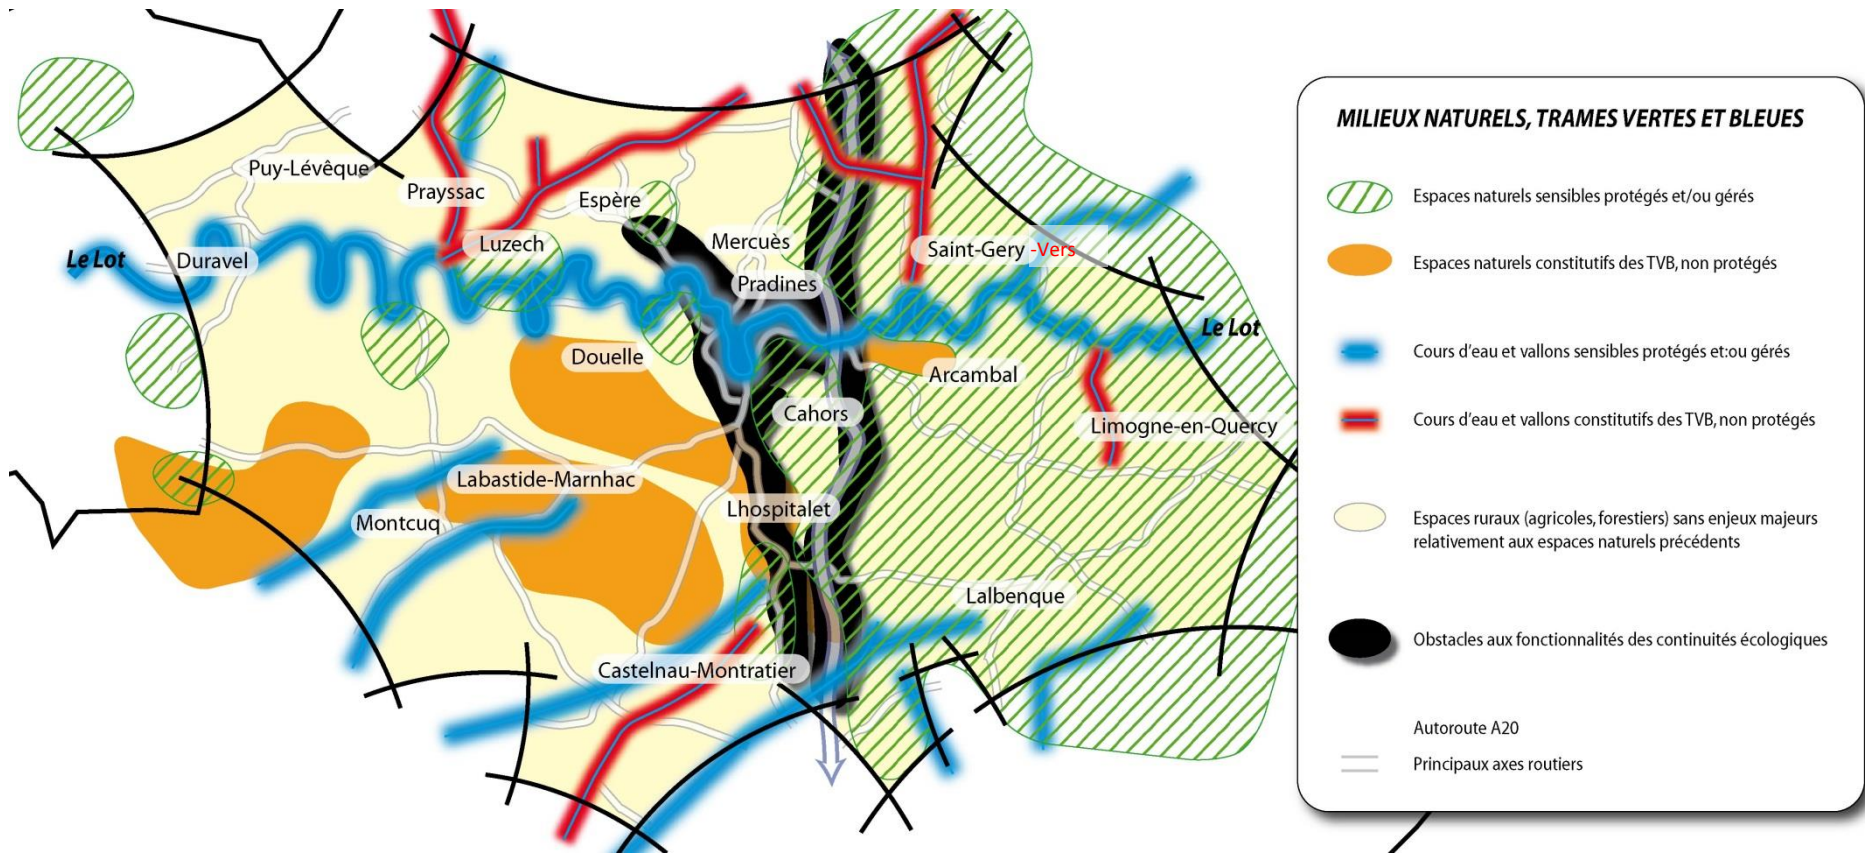 Puy-Lévêque
Prayssac
Espère
Mercuès
Luzech
Saint-Gery -Vers
Le Lot
Duravel
Pradines
Le Lot
Douelle
Arcambal
Cahors
Limogne-en-Quercy
Labastide-Marnhac
Lhospitalet
Montcuq
Lalbenque
Castelnau-Montratier
MILIEUX NATURELS, TRAMES VERTES ET BLEUES
Espaces naturels sensibles protégés et/ou gérés
Espaces naturels constitutifs des TVB, non protégés
Cours d'eau et vallons sensibles protégés et:ou gérés
Cours d'eau et vallons constitutifs des TVB, non protégés
Espaces ruraux (agricoles, forestiers) sans enjeux majeurs
relativement aux espaces naturels précédents
Obstacles aux fonctionnalités des continuités écologiques
Autoroute A20
Principaux axes routiers